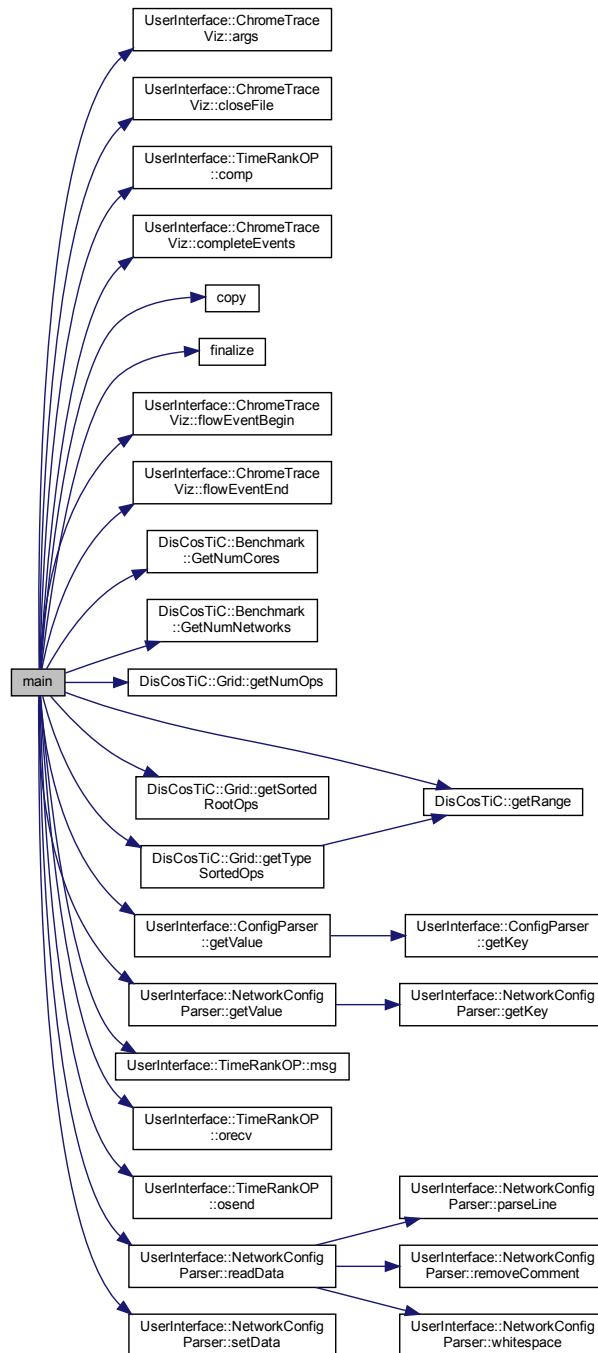 UserInterface::ChromeTrace
Viz::args
UserInterface::ChromeTrace
Viz::closeFile
UserInterface::TimeRankOP
::comp
UserInterface::ChromeTrace
Viz::completeEvents
copy
finalize
UserInterface::ChromeTrace
Viz::flowEventBegin
UserInterface::ChromeTrace
Viz::flowEventEnd
DisCosTiC::Benchmark
::GetNumCores
DisCosTiC::Benchmark
::GetNumNetworks
main
DisCosTiC::Grid::getNumOps
DisCosTiC::Grid::getSorted
RootOps
DisCosTiC::getRange
DisCosTiC::Grid::getType
SortedOps
UserInterface::ConfigParser
::getValue
UserInterface::ConfigParser
::getKey
UserInterface::NetworkConfig
Parser::getValue
UserInterface::NetworkConfig
Parser::getKey
UserInterface::TimeRankOP::msg
UserInterface::TimeRankOP
::orecv
UserInterface::TimeRankOP
::osend
UserInterface::NetworkConfig
Parser::parseLine
UserInterface::NetworkConfig
Parser::readData
UserInterface::NetworkConfig
Parser::removeComment
UserInterface::NetworkConfig
Parser::setData
UserInterface::NetworkConfig
Parser::whitespace